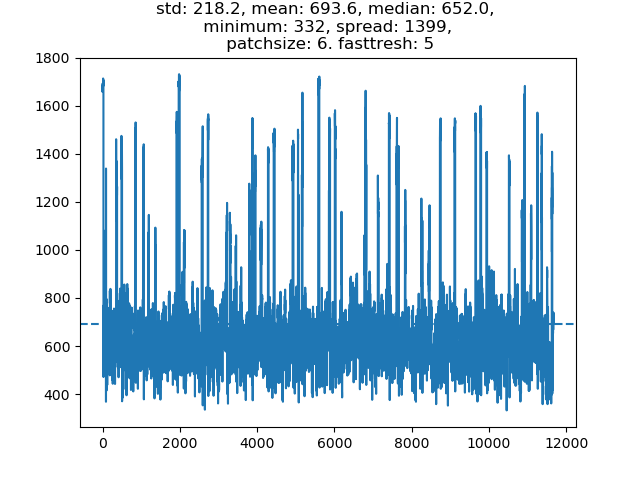 std: 218.2, mean: 693.6, median: 652.0,
minimum: 332, spread: 1399,
patchsize: 6. fasttresh: 5
1800
1600
1400
1200
1000
800
600
400
0 2000 4000 6000 8000 10000 12000